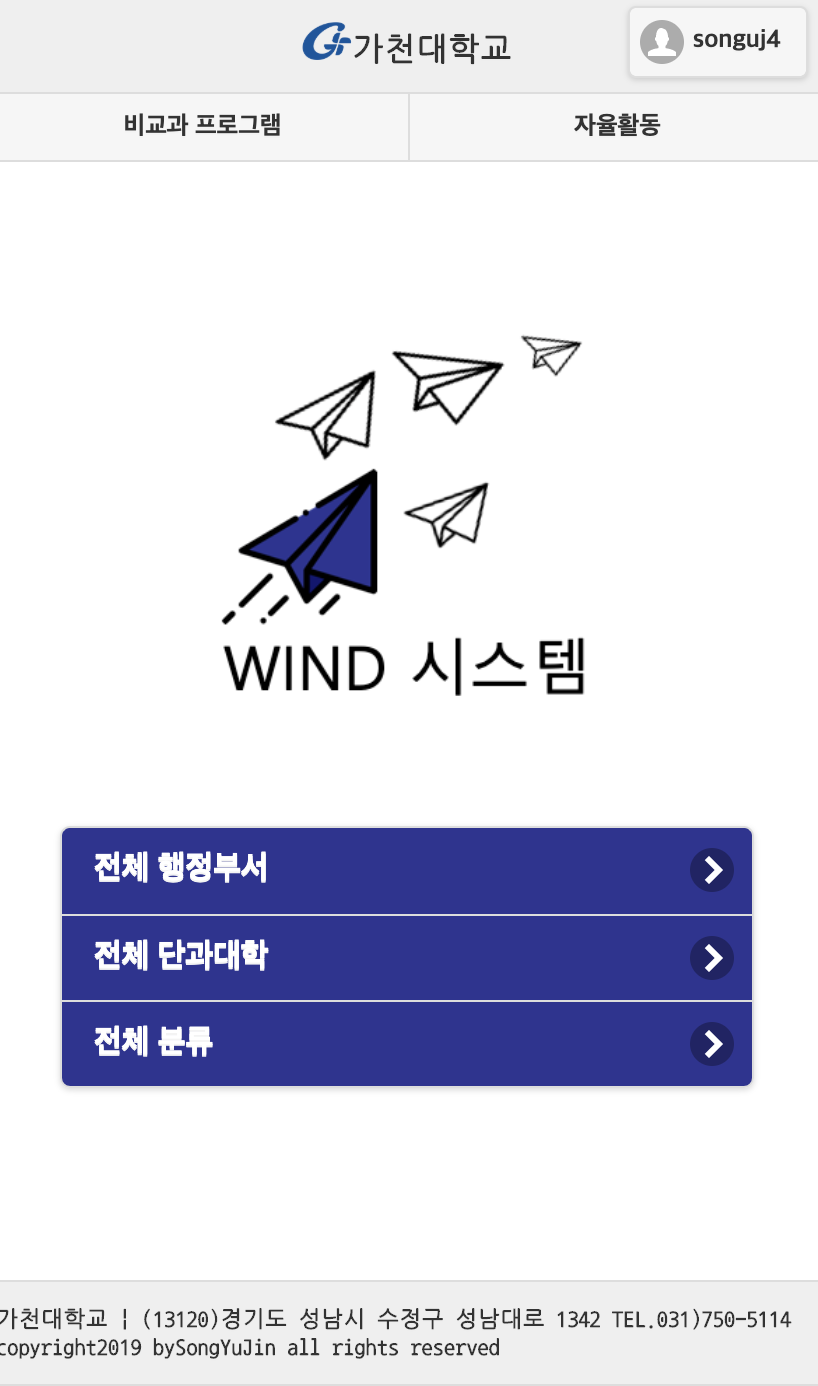 가천대학교
songuj4
비교과 프로그램
자율활동
WIND 시스템
전체 행정부서
전체 단과대학
전체 분류
가천대학교 | (13120)경기도 성남시 수정구 성남대로 1342 TEL.031)750-5114
copyright2019 bySongYuJin all rights reserved